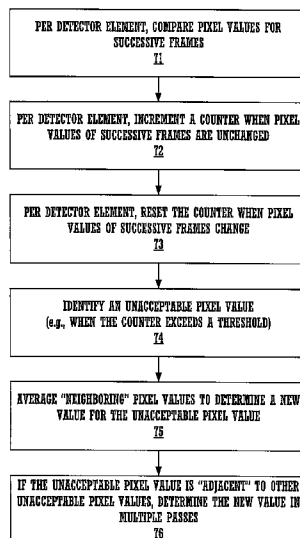 PER DETECTOR ELEMENT, COMPARE PIXEL VALUES FOR
SUCCESSIVE FRAMES
71
PER DETECTOR ELEMENT, INCREMENT A COUNTER WHEN PIXEL
VALUES OF SUCCESSIVE FRAMES ARE UNCHANGED
72
PER DETECTOR ELEMENT, RESET THE COUNTER WHEN PIXEL
VALUES OF SUCCESSIVE FRAMES CHANGE
73
IDENTIFY AN UNACCEPTABLE PIXEL VALUE
(e.g., WHEN THE COUNTER EXCEEDS A THRESHOLD)
74
AVERAGE "NEIGHBORING" PIXEL VALUES TO DETERMINE A NEW
VALUE FOR THE UNACCEPTABLE PIXEL VALUE
75
IF THE UNACCEPTABLE PIXEL VALUE IS "ADJACENT" TO OTHER
UNACCEPTABLE PIXEL VALUES, DETERMINE THE NEW VALUE IN
MULTIPLE PASSES
76